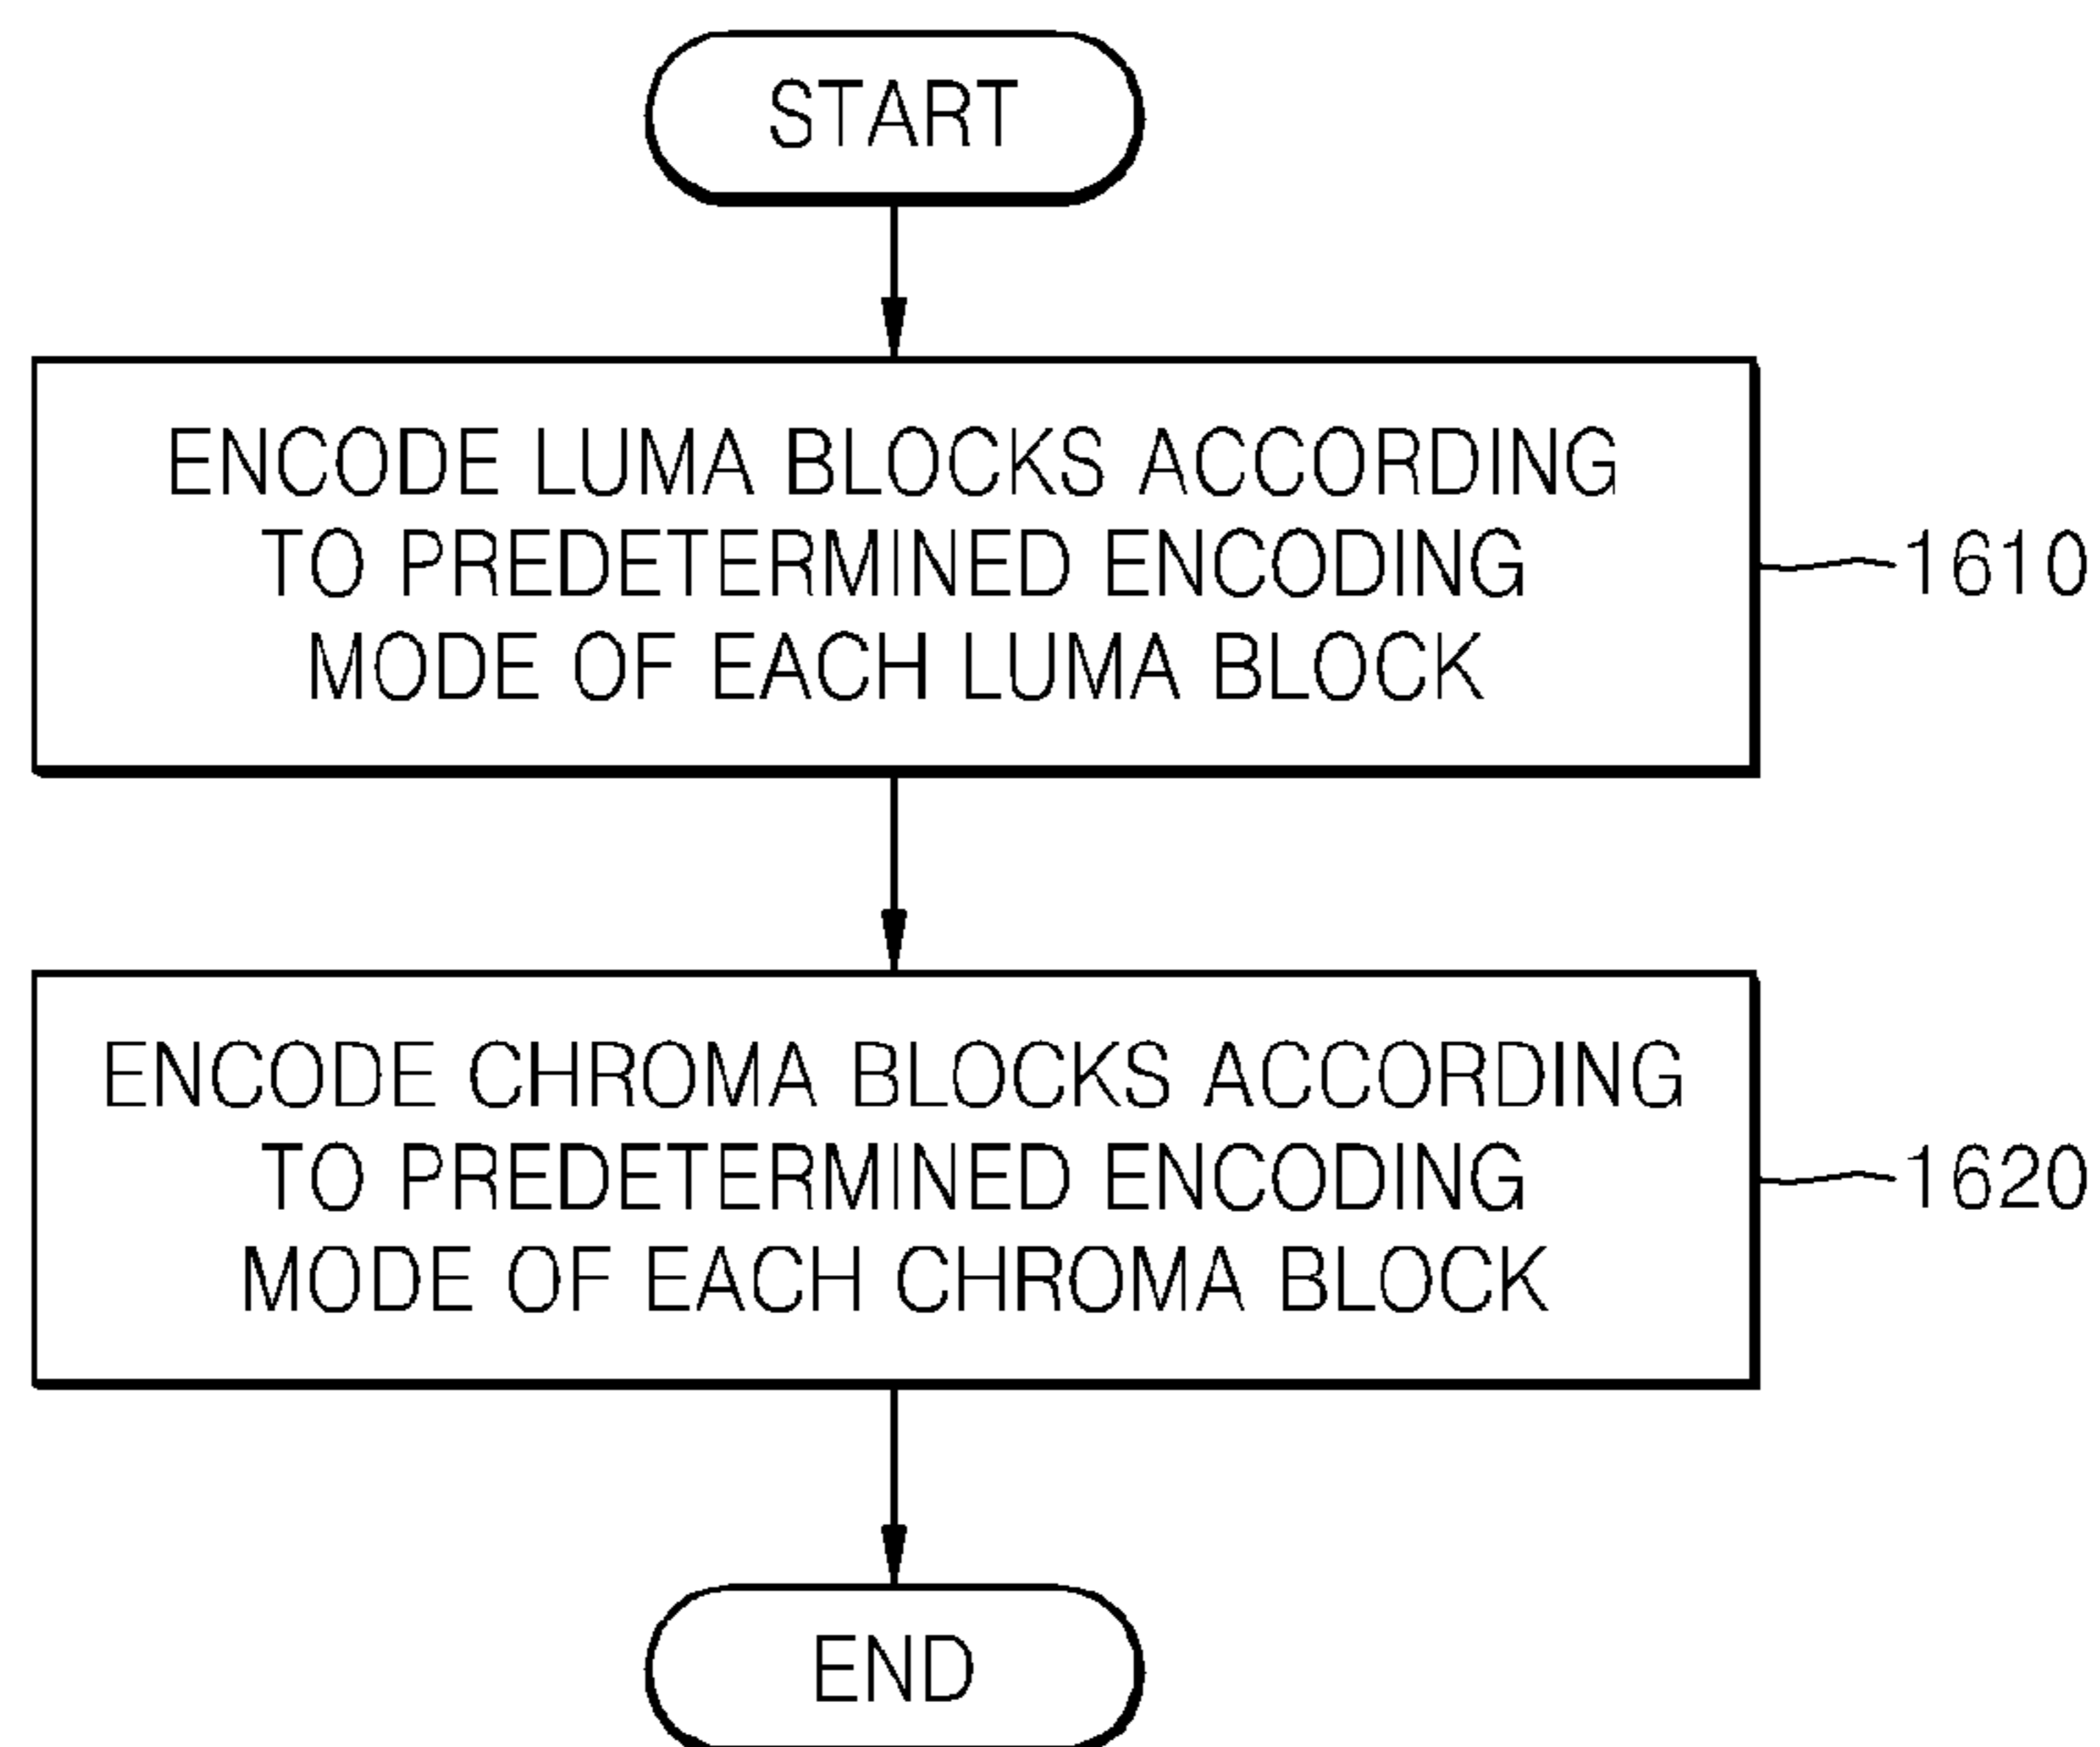 START
ENCODE LUMA BLOCKS ACCORDING
TO PREDETERMINED ENCODING
MODE OF EACH LUMA BLOCK
1610
ENCODE CHROMA BLOCKS ACCORDING
TO PREDETERMINED ENCODING
MODE OF EACH CHROMA BLOCK
1620
END